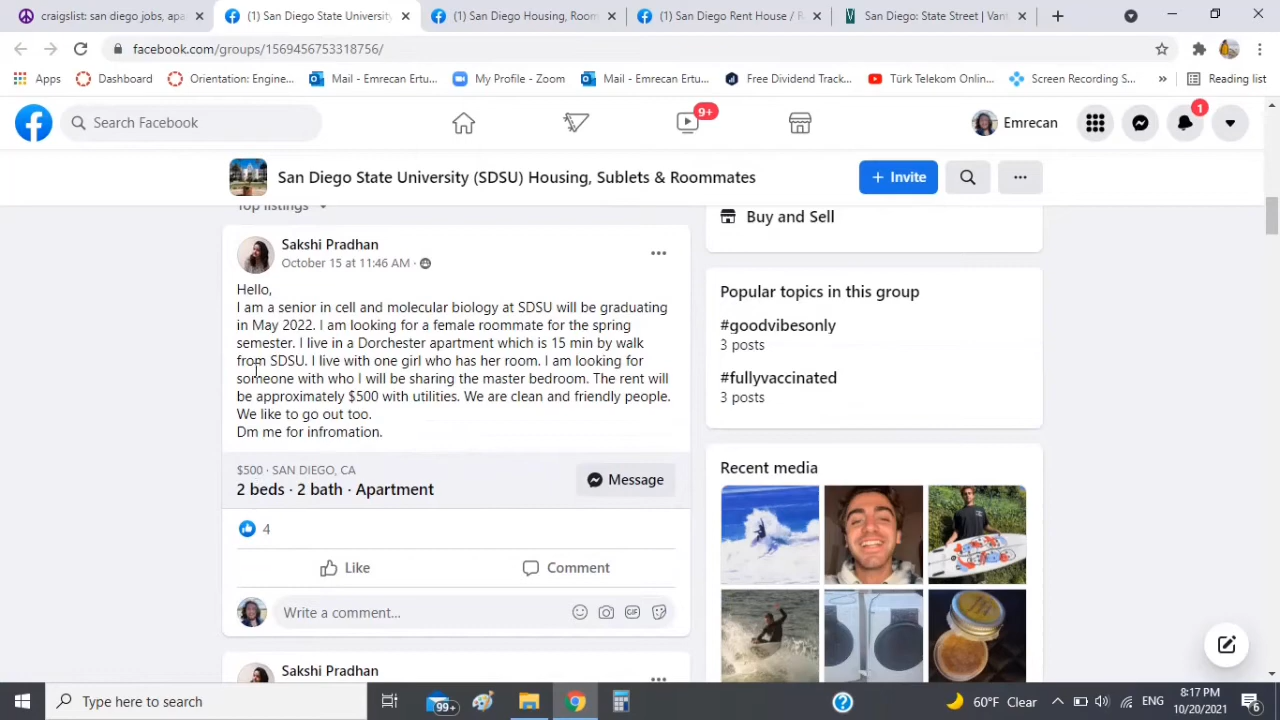 craigslist: san diego jobs, apa
(1) San Diego State University
(1) San Diego Housing, Room
(1) San Diego Rent House / R
San Diego: State Street | Vant
facebook.com/groups/1569456753318756/
Apps
Dashboard
Orientation: Engine...
Mail - Emrecan Ertu...
My Profile - Zoom
Mail - Emrecan Ertu...
Free Dividend Track...
Türk Telekom Onlin...
Screen Recording S...
»
Reading list
Search Facebook
9+
Emrecan
1
San Diego State University (SDSU) Housing, Sublets & Roommates
+ Invite
Top listings
Buy and Sell
Sakshi Pradhan
October 15 at 11:46 AM ·
Hello,
I am a senior in cell and molecular biology at SDSU will be graduating
in May 2022. I am looking for a female roommate for the spring
semester. I live in a Dorchester apartment which is 15 min by walk
from SDSU. I live with one girl who has her room. I am looking for
someone with who I will be sharing the master bedroom. The rent will
be approximately $500 with utilities. We are clean and friendly people.
We like to go out too.
Dm me for infromation.
$500 · SAN DIEGO, CA
2 beds · 2 bath · Apartment
Message
4
Like
Comment
Write a comment...
GIF
Sakshi Pradhan
Popular topics in this group
#goodvibesonly
3 posts
#fullyvaccinated
3 posts
Recent media
Type here to search
99+
60°F Clear
ENG
8:17 PM
10/20/2021
6